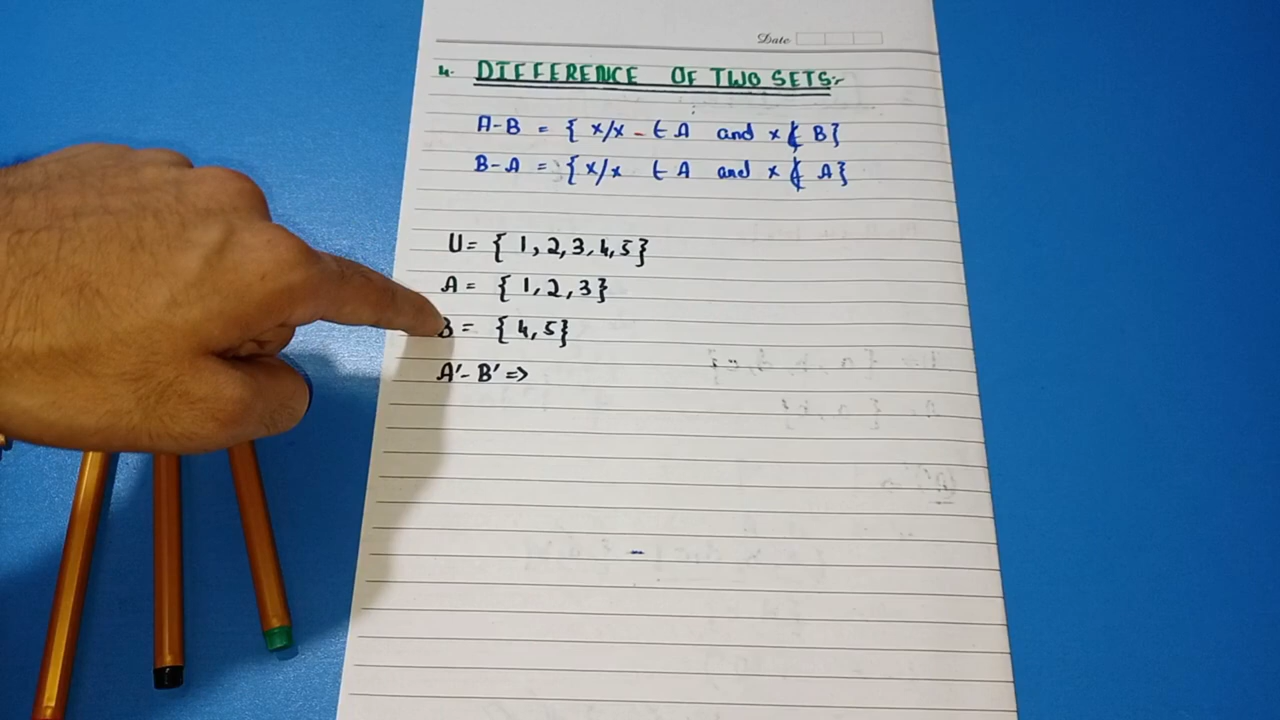 Date
4. DIFFERENCE OF TWO SETS:-
A-B = { x/x - ∈ A and x ∉ B}
B-A = {x/x ∈ A and x ∉ A}
U = { 1, 2, 3, 4, 5}
A = { 1, 2, 3}
B = { 4, 5}
A' - B' =>